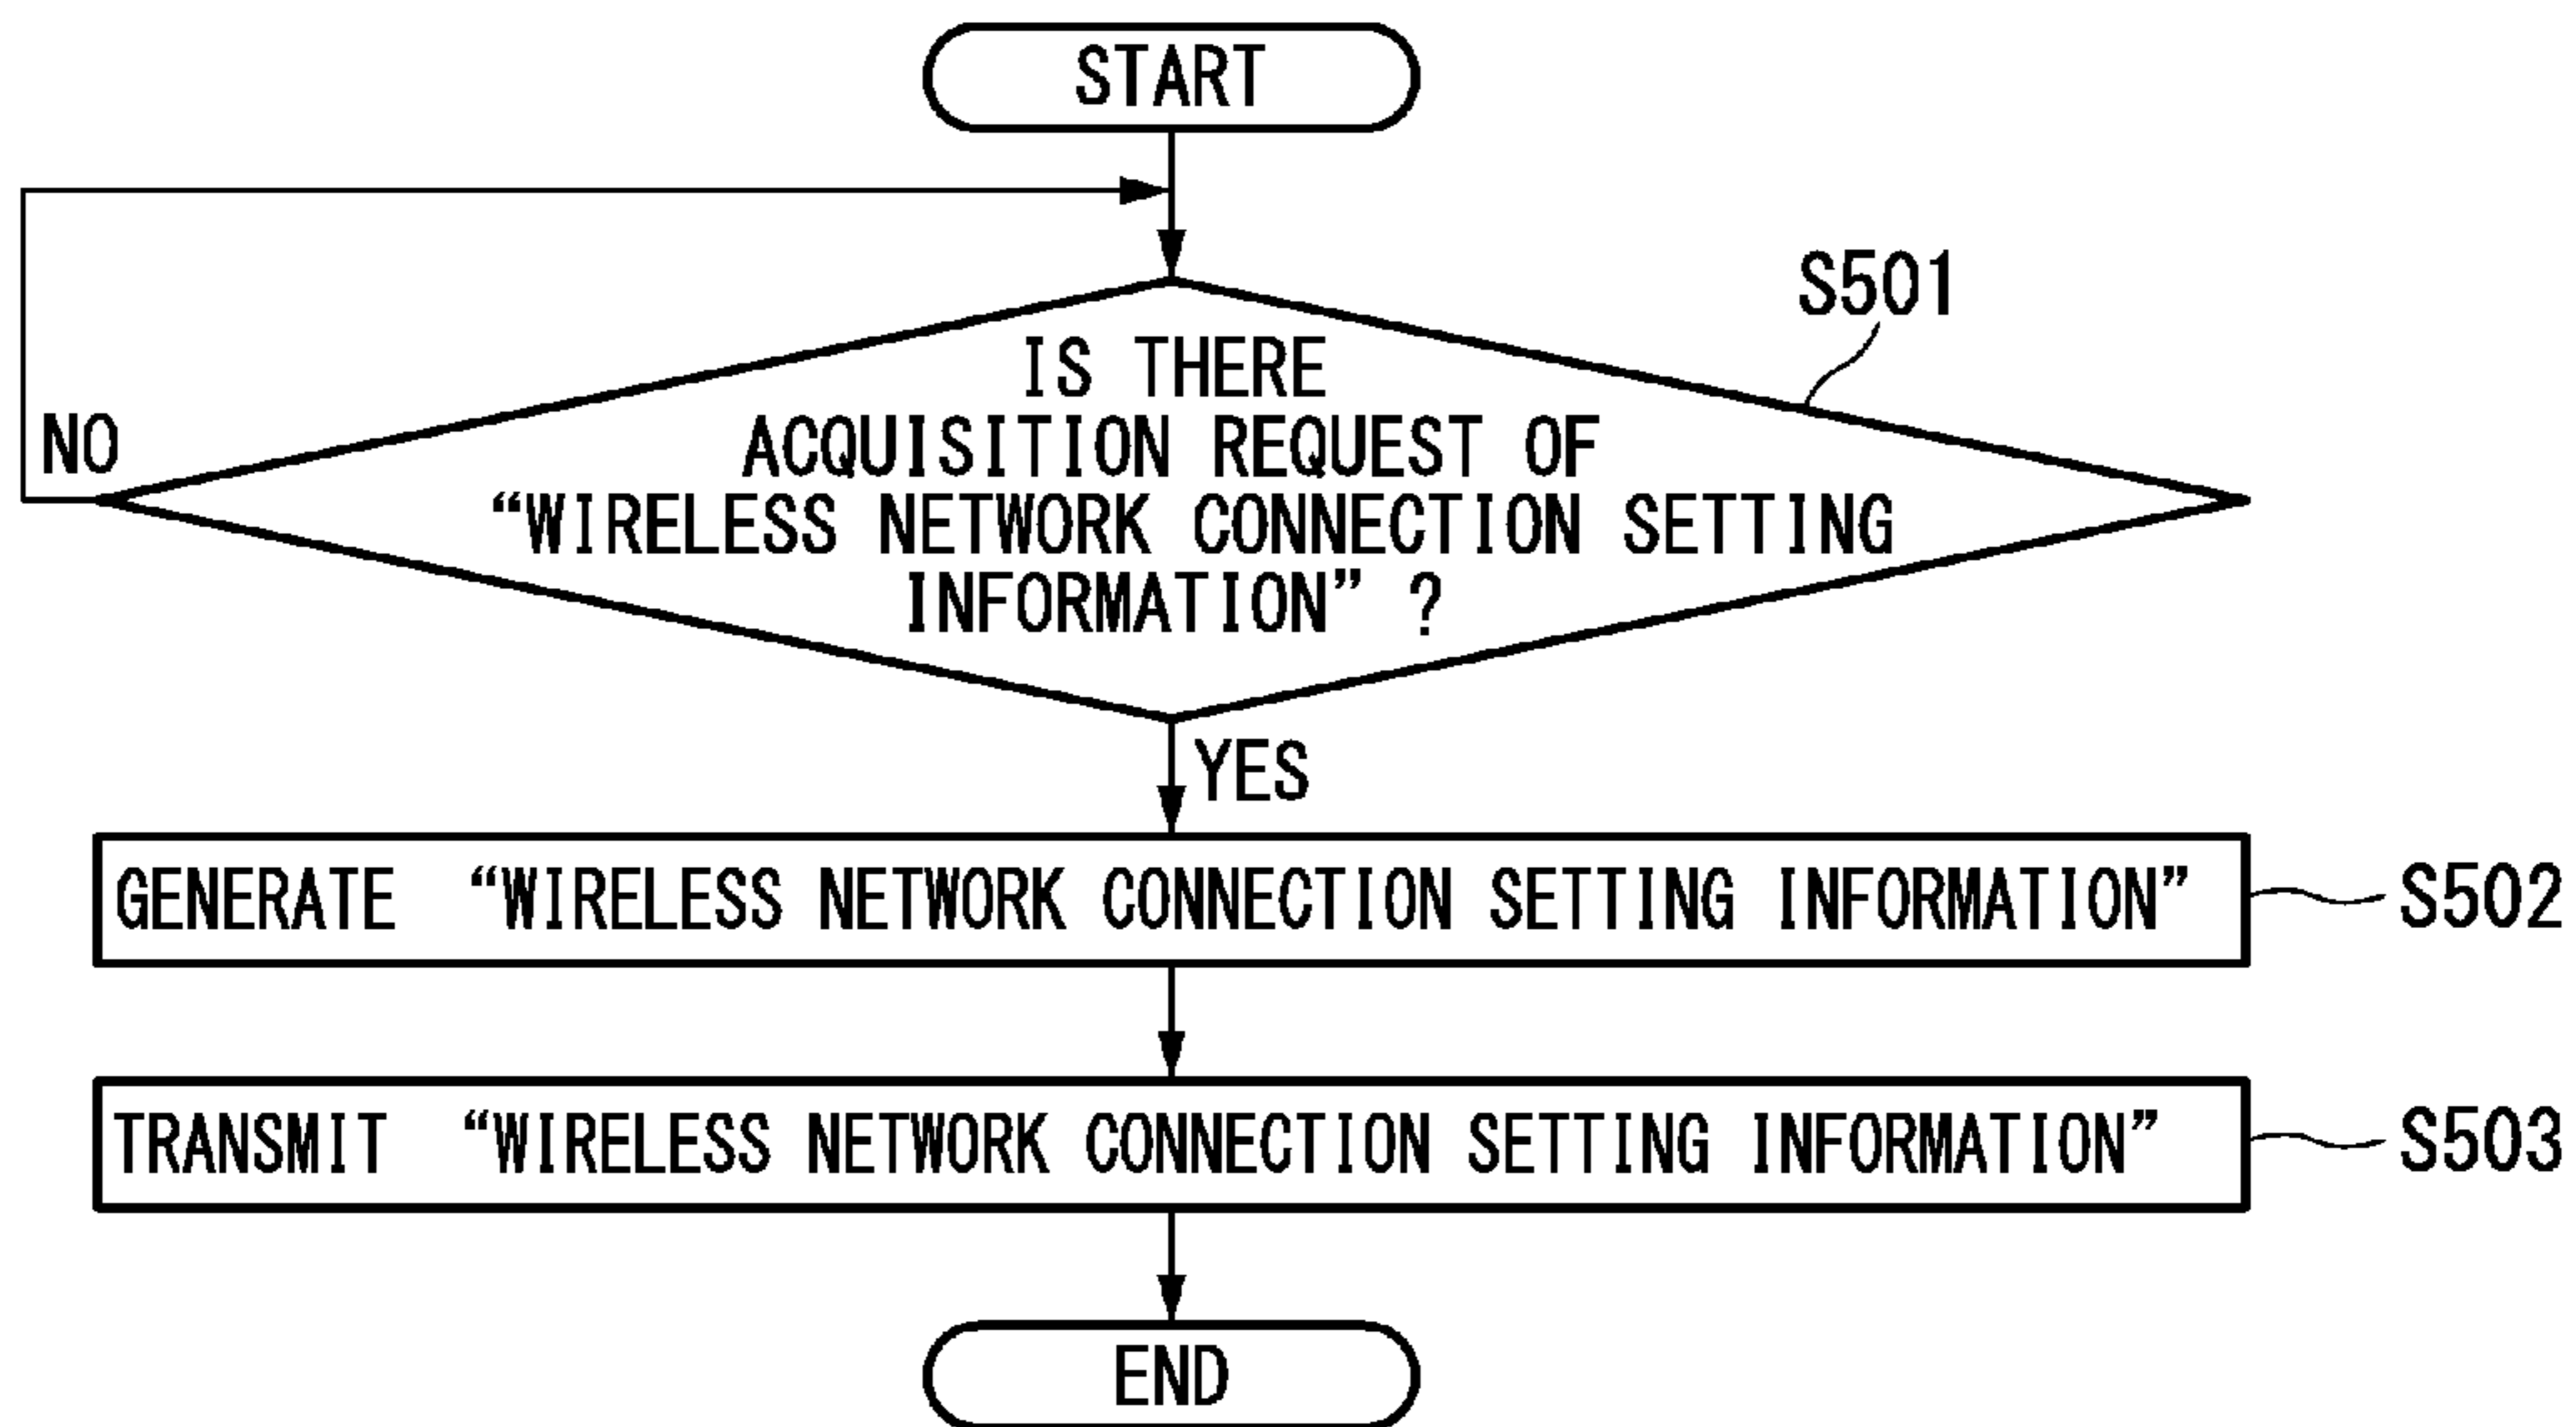 START
S501
IS THERE
ACQUISITION REQUEST OF
“WIRELESS NETWORK CONNECTION SETTING
INFORMATION” ?
NO
YES
GENERATE “WIRELESS NETWORK CONNECTION SETTING INFORMATION”
S502
TRANSMIT “WIRELESS NETWORK CONNECTION SETTING INFORMATION”
S503
END